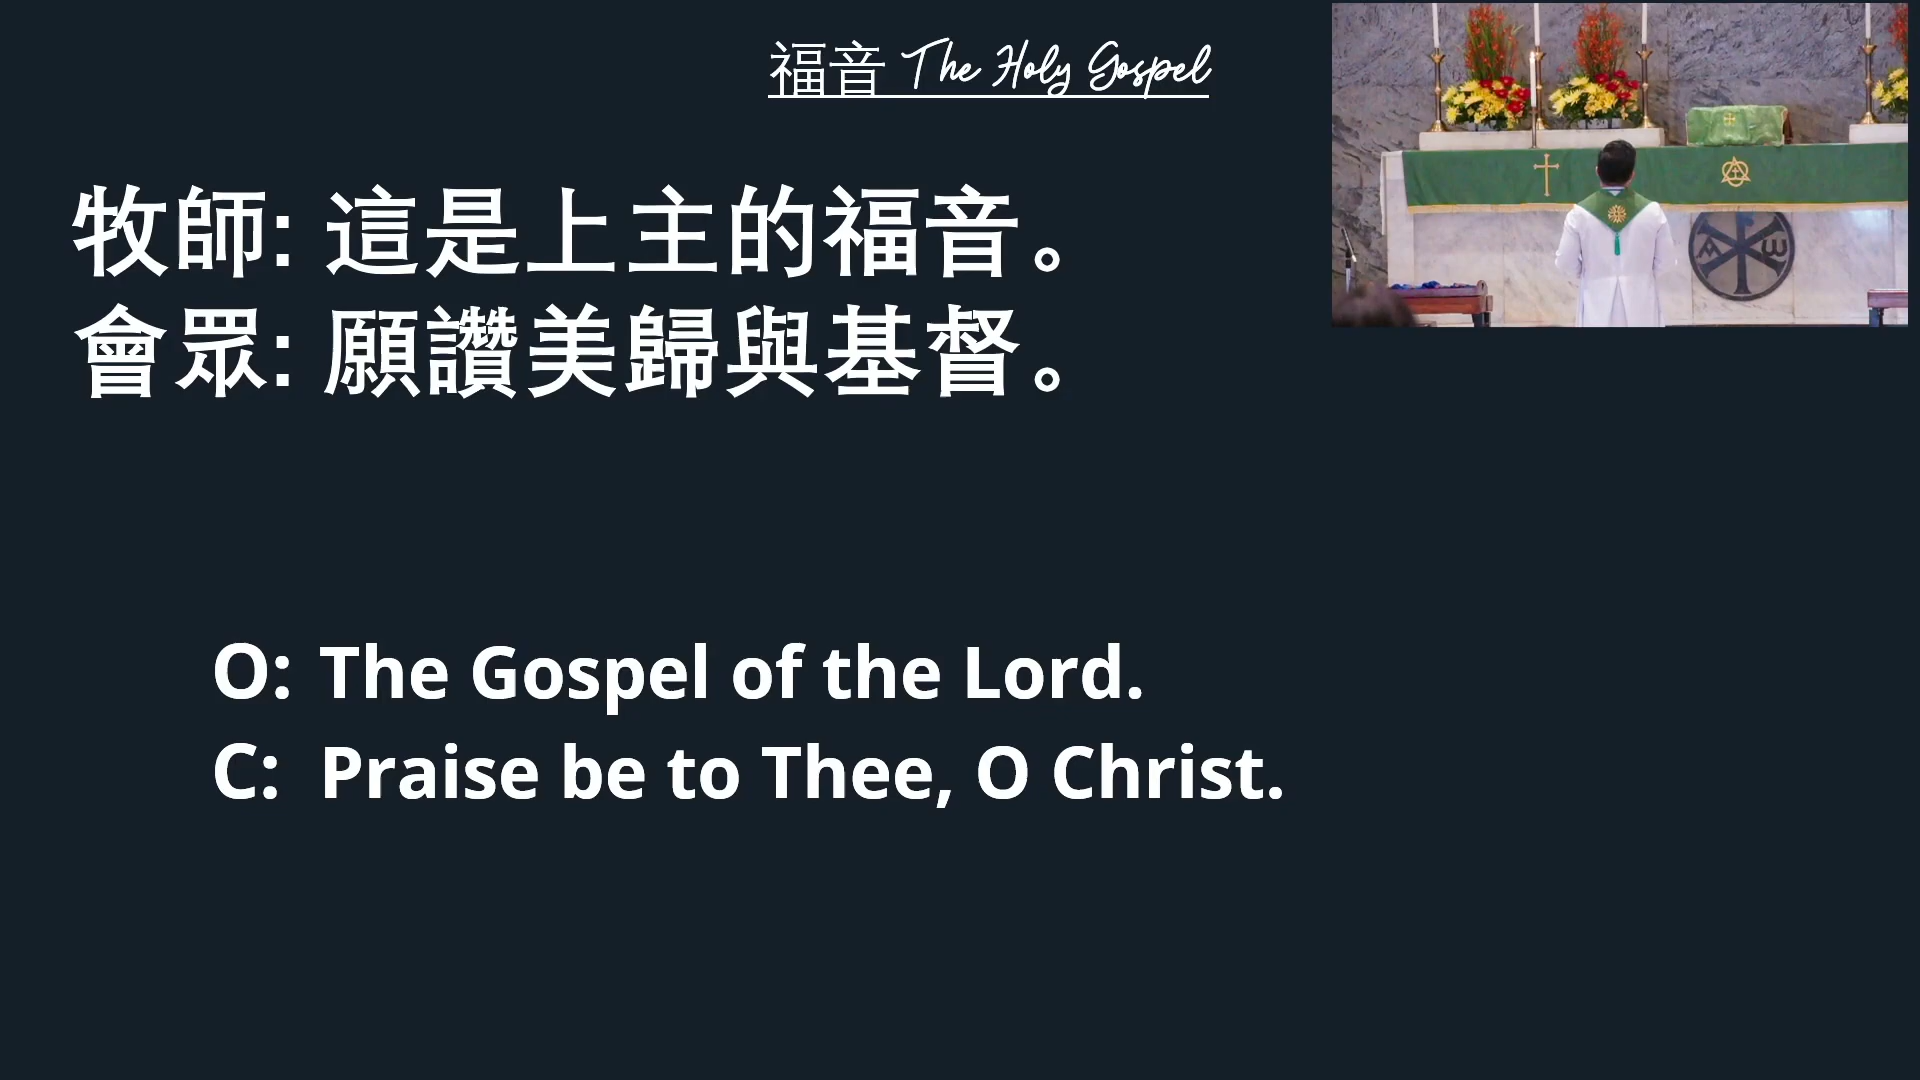 福音 The Holy Gospel
牧師: 這是上主的福音。
會眾: 願讚美歸與基督。
O: The Gospel of the Lord.
C: Praise be to Thee, O Christ.